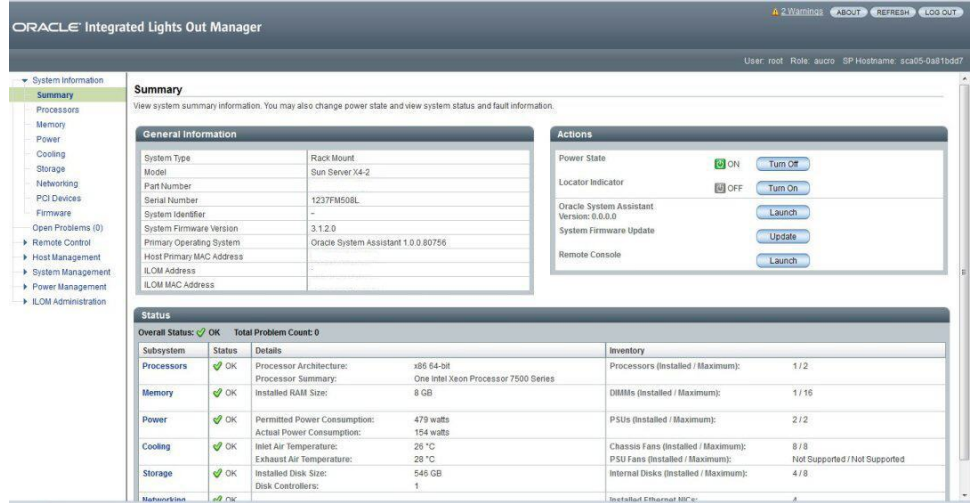 2 Warnings ABOUT REFRESH LOG OUT
ORACLE Integrated Lights Out Manager
User: root Role: aucro SP Hostname: sca05-0a81bdd7
System Information
Summary
Processors
Memory
Power
Cooling
Storage
Networking
PCI Devices
Firmware
Open Problems (0)
Remote Control
Host Management
System Management
Power Management
ILOM Administration
Summary
View system summary information. You may also change power state and view system status and fault information.
General Information
System Type Rack Mount
Model Sun Server X4-2
Part Number
Serial Number 1237FM508L
System Identifier -
System Firmware Version 3.1.2.0
Primary Operating System Oracle System Assistant 1.0.0.80756
Host Primary MAC Address
ILOM Address
ILOM MAC Address
Actions
Power State ON Turn Off
Locator Indicator OFF Turn On
Oracle System Assistant
Version: 0.0.0.0 Launch
System Firmware Update Update
Remote Console Launch
Status
Overall Status: OK Total Problem Count: 0
Subsystem Status Details Inventory
Processors OK Processor Architecture: x86 64-bit Processors (Installed / Maximum): 1 / 2
Processor Summary: One Intel Xeon Processor 7500 Series
Memory OK Installed RAM Size: 8 GB DIMMs (Installed / Maximum): 1 / 16
Power OK Permitted Power Consumption: 479 watts PSUs (Installed / Maximum): 2 / 2
Actual Power Consumption: 154 watts
Cooling OK Inlet Air Temperature: 26 °C Chassis Fans (Installed / Maximum): 8 / 8
Exhaust Air Temperature: 28 °C PSU Fans (Installed / Maximum): Not Supported / Not Supported
Storage OK Installed Disk Size: 546 GB Internal Disks (Installed / Maximum): 4 / 8
Disk Controllers: 1
Networking OK Installed Ethernet NICs: 4